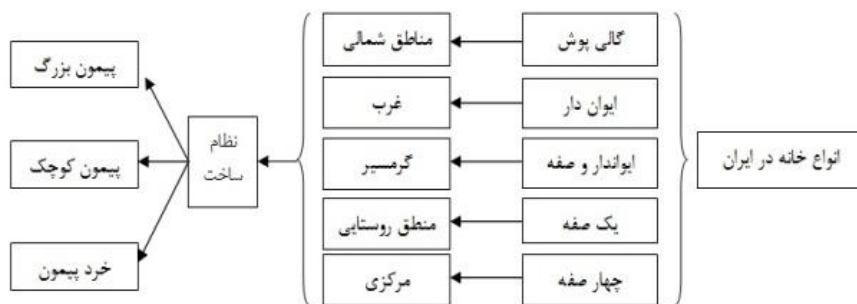 انواع خانه در ایران
گالی پوش
مناطق شمالی
ایوان دار
غرب
ایواندار و صفه
گرمسیر
یک صفه
منطق روستایی
چهار صفه
مرکزی
نظام
ساخت
پیمون بزرگ
پیمون کوچک
خرد پیمون